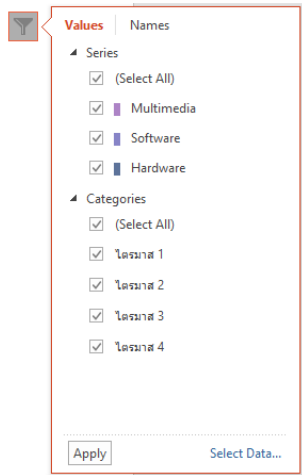 Values Names
Series
(Select All)
Multimedia
Software
Hardware
Categories
(Select All)
ไตรมาส 1
ไตรมาส 2
ไตรมาส 3
ไตรมาส 4
Apply Select Data...